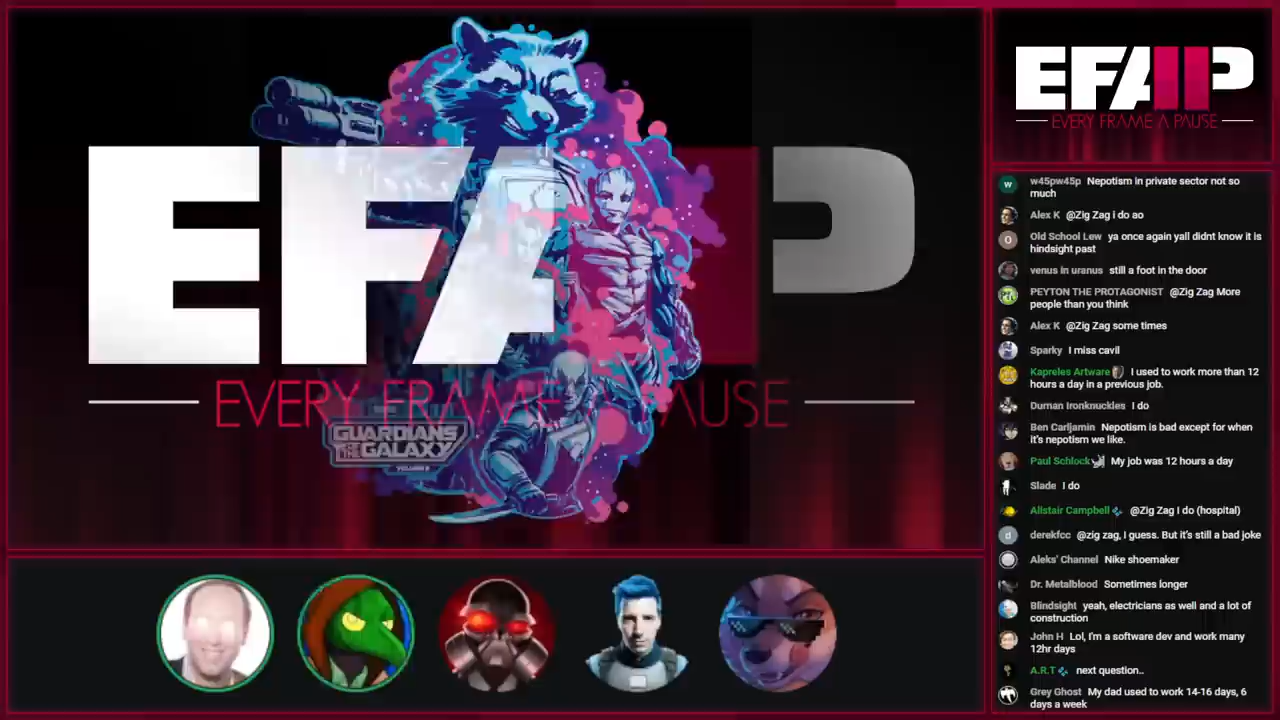 EFAP
EVERY FRAME A PAUSE
GUARDIANS
OF THE
GALAXY
EFAP
EVERY FRAME A PAUSE
w45pw45p Nepotism in private sector not so
much
Alex K @Zig Zag i do ao
Old School Lew ya once again yall didnt know it is
hindsight past
venus in uranus still a foot in the door
PEYTON THE PROTAGONIST @Zig Zag More
people than you think
Alex K @Zig Zag some times
Sparky I miss cavil
Kapreles Artware I used to work more than 12
hours a day in a previous job.
Duman Ironknuckles I do
Ben Carljamin Nepotism is bad except for when
it's nepotism we like.
Paul Schlock My job was 12 hours a day
Slade I do
Allstair Campbell @Zig Zag I do (hospital)
derekfcc @zig zag, I guess. But it's still a bad joke
Aleks' Channel Nike shoemaker
Dr. Metalblood Sometimes longer
Blindsight yeah, electricians as well and a lot of
construction
John H Lol, I'm a software dev and work many
12hr days
A.R.T next question..
Grey Ghost My dad used to work 14-16 days, 6
days a week